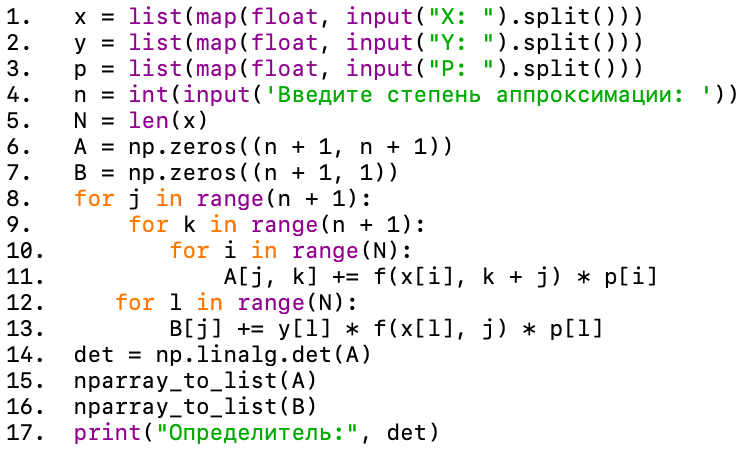 1. x = list(map(float, input("X: ").split()))
2. y = list(map(float, input("Y: ").split()))
3. p = list(map(float, input("P: ").split()))
4. n = int(input('Введите степень аппроксимации: '))
5. N = len(x)
6. A = np.zeros((n + 1, n + 1))
7. B = np.zeros((n + 1, 1))
8. for j in range(n + 1):
9. for k in range(n + 1):
10. for i in range(N):
11. A[j, k] += f(x[i], k + j) * p[i]
12. for l in range(N):
13. B[j] += y[l] * f(x[l], j) * p[l]
14. det = np.linalg.det(A)
15. nparray_to_list(A)
16. nparray_to_list(B)
17. print("Определитель:", det)